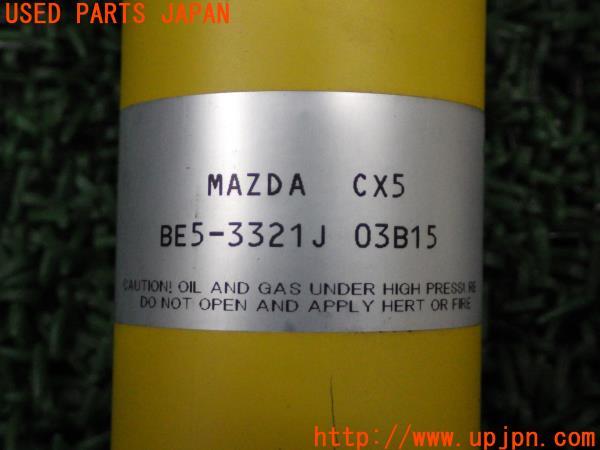 USED PARTS JAPAN
MAZDA CX5
BE5-3321J 03B15
CAUTION! OIL AND GAS UNDER HIGH PRESSURE
DO NOT OPEN AND APPLY HERT OR FIRE
http://www.upjpn.com